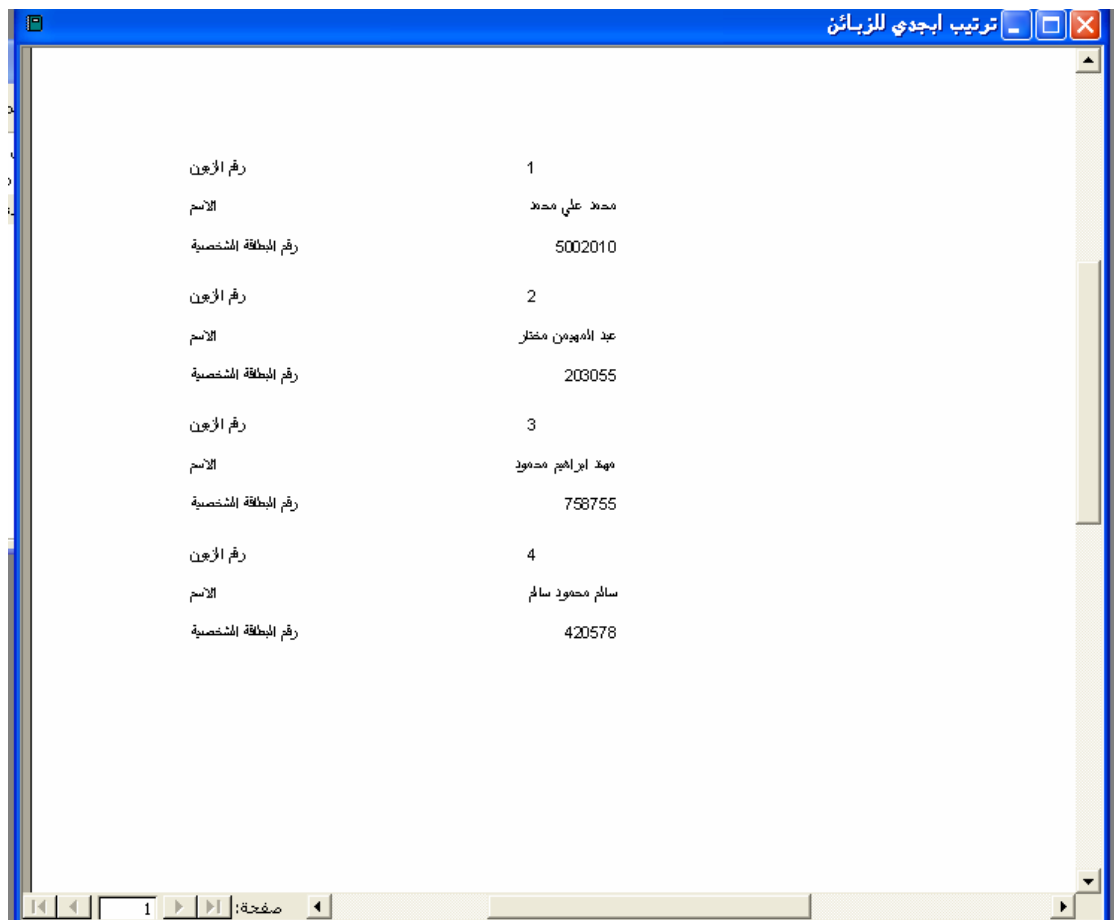 ترتيب ابجدي للزبائن
رقم الزبون 1
الاسم محمد علي محمد
رقم البطاقة الشخصية 5002010
رقم الزبون 2
الاسم عبد المهيمن مختار
رقم البطاقة الشخصية 203055
رقم الزبون 3
الاسم مهند ابراهيم محمود
رقم البطاقة الشخصية 758755
رقم الزبون 4
الاسم سالم محمود سالم
رقم البطاقة الشخصية 420578
صفحة: 1